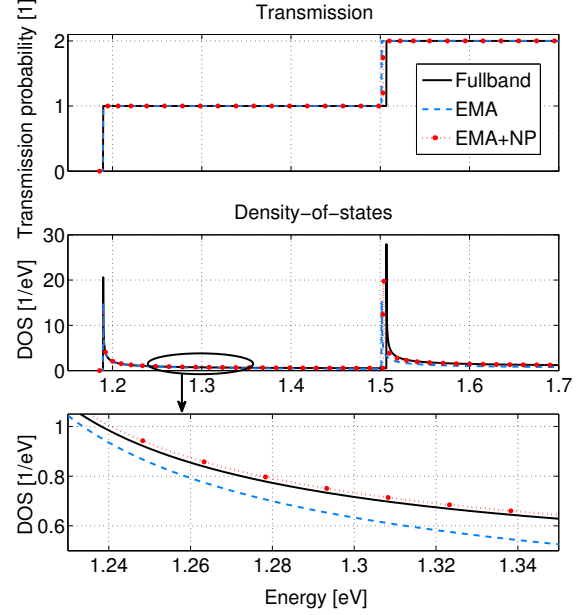 Transmission
Transmission probability [1]
2
1
0
Fullband
EMA
EMA+NP
Density-of-states
DOS [1/eV]
30
20
10
0
1.2 1.3 1.4 1.5 1.6 1.7
DOS [1/eV]
1
0.8
0.6
1.24 1.26 1.28 1.3 1.32 1.34
Energy [eV]